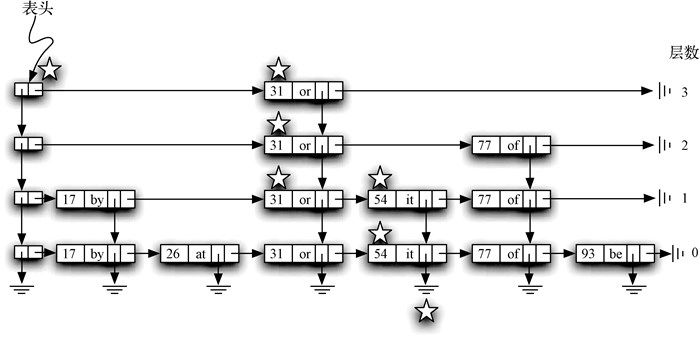 表头
层数
31 or 3
31 or 77 of 2
17 by 31 or 54 it 77 of 1
17 by 26 at 31 or 54 it 77 of 93 be 0